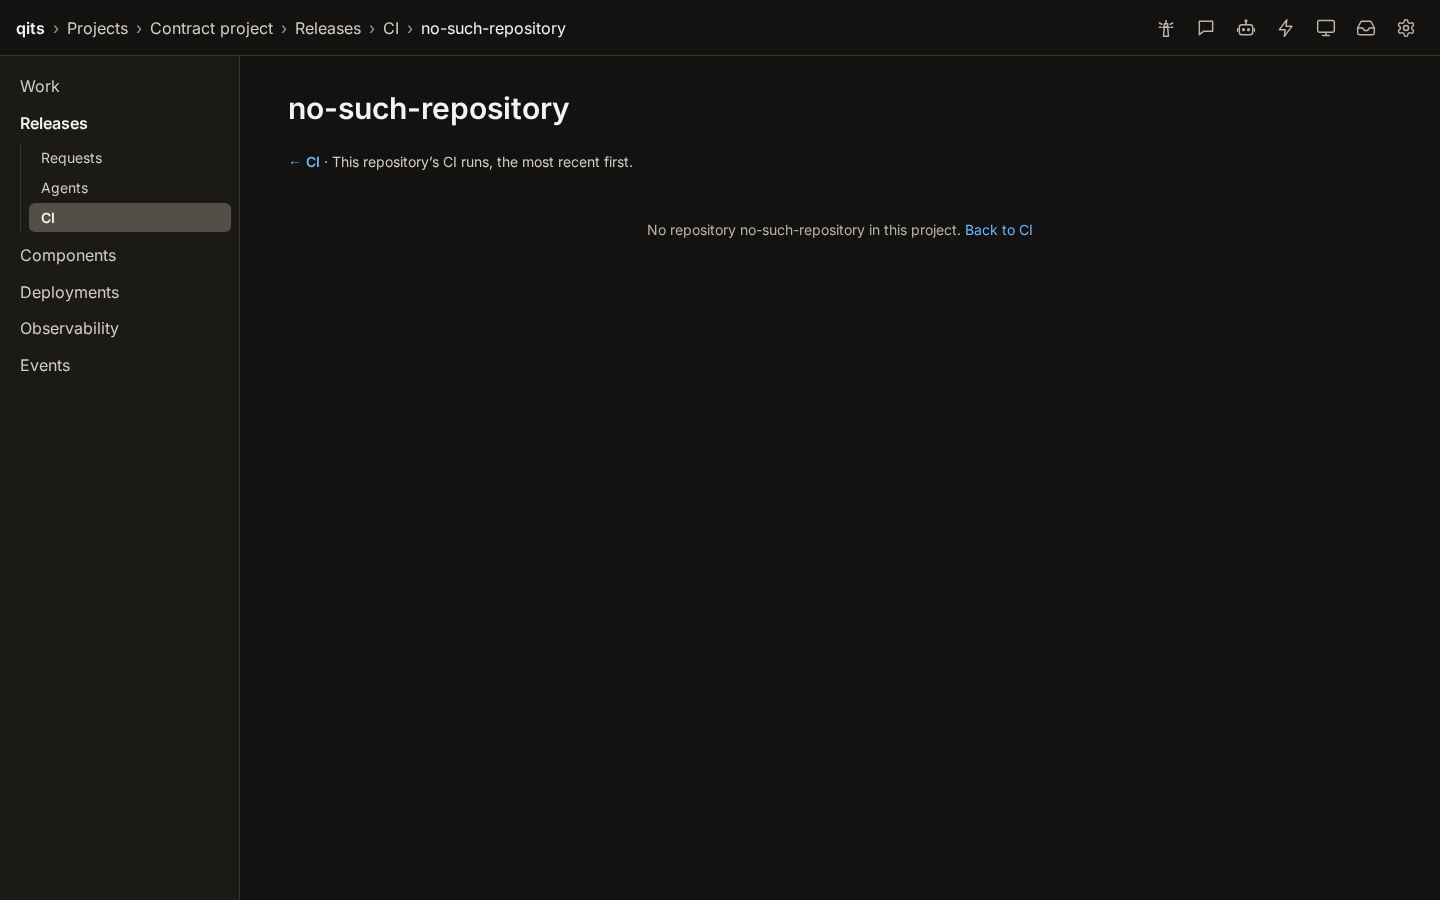 qits › Projects › Contract project › Releases › CI › no-such-repository
Work
Releases
Requests
Agents
CI
Components
Deployments
Observability
Events
no-such-repository
← CI · This repository’s CI runs, the most recent first.
No repository no-such-repository in this project. Back to CI